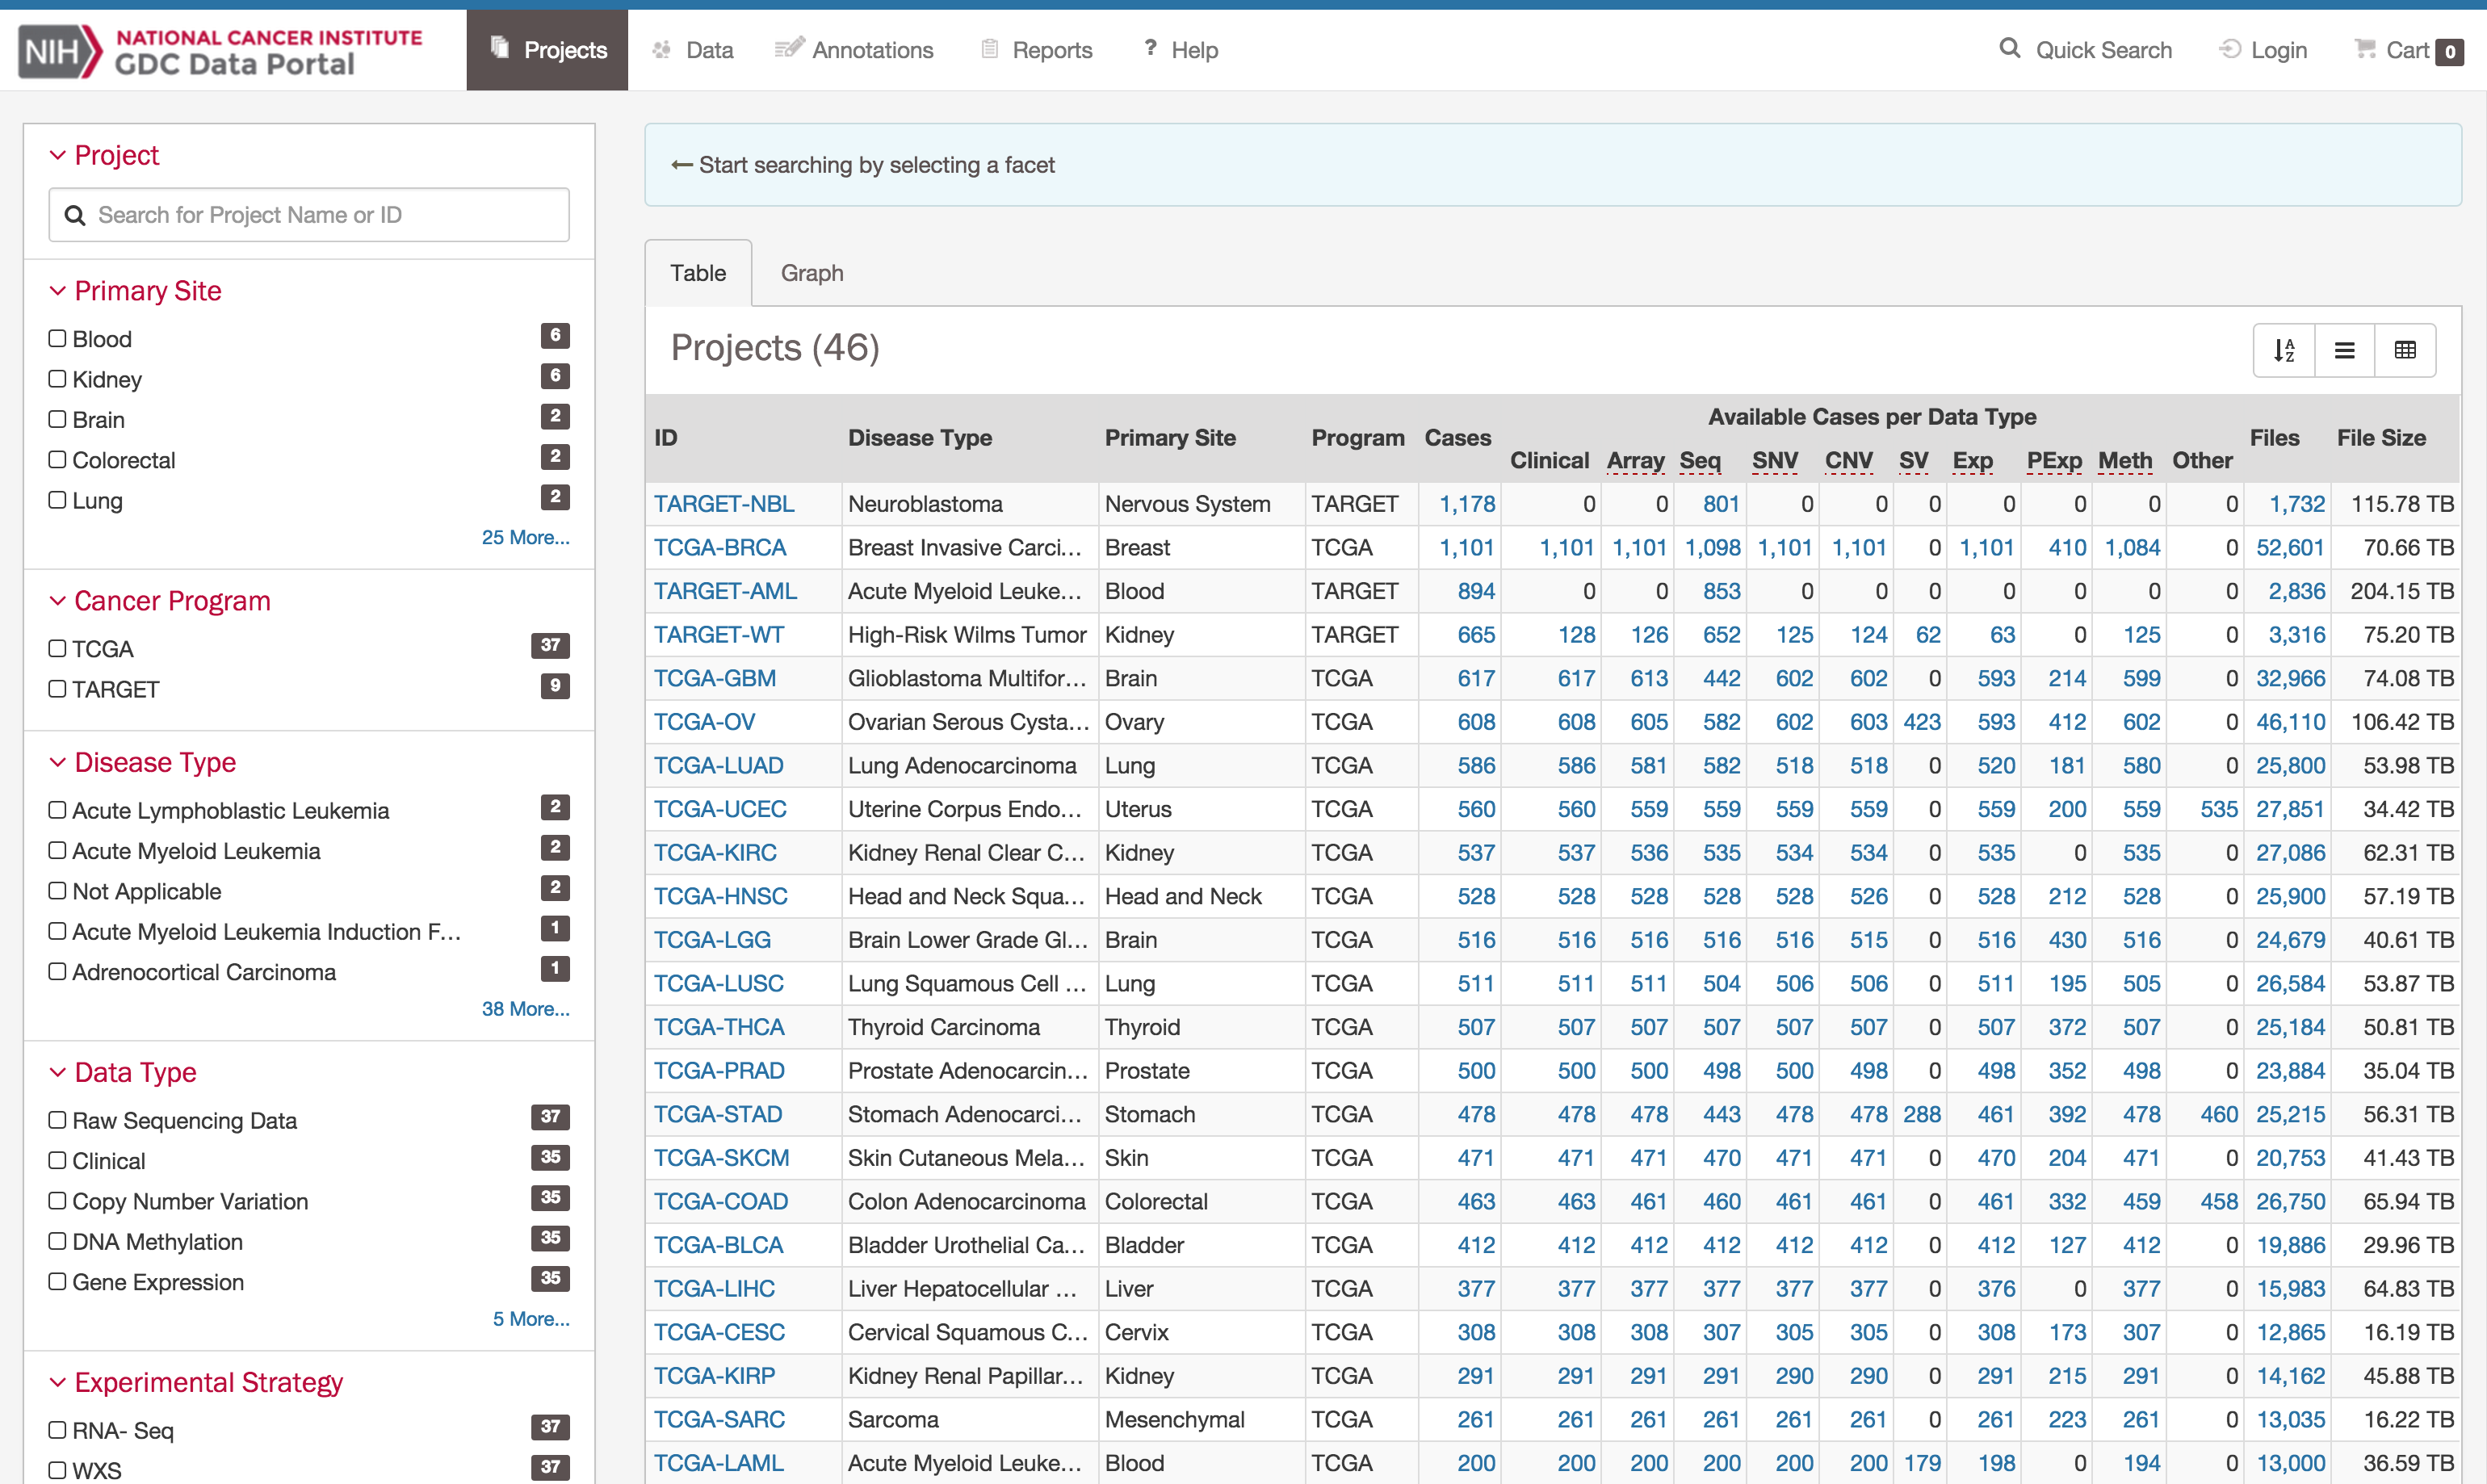 NIH NATIONAL CANCER INSTITUTE
GDC Data Portal
Projects Data Annotations Reports ? Help Quick Search Login Cart 0
Project
Search for Project Name or ID
Primary Site
Blood 6
Kidney 6
Brain 2
Colorectal 2
Lung 2
25 More...
Cancer Program
TCGA 37
TARGET 9
Disease Type
Acute Lymphoblastic Leukemia 2
Acute Myeloid Leukemia 2
Not Applicable 2
Acute Myeloid Leukemia Induction F... 1
Adrenocortical Carcinoma 1
38 More...
Data Type
Raw Sequencing Data 37
Clinical 35
Copy Number Variation 35
DNA Methylation 35
Gene Expression 35
5 More...
Experimental Strategy
RNA- Seq 37
WXS 37
Start searching by selecting a facet
Table Graph
Projects (46)
A
Z
Available Cases per Data Type
ID Disease Type Primary Site Program Cases Files File Size
Clinical Array Seq SNV CNV SV Exp PExp Meth Other
TARGET-NBL Neuroblastoma Nervous System TARGET 1,178 0 0 801 0 0 0 0 0 0 0 1,732 115.78 TB
TCGA-BRCA Breast Invasive Carci... Breast TCGA 1,101 1,101 1,101 1,098 1,101 1,101 0 1,101 410 1,084 0 52,601 70.66 TB
TARGET-AML Acute Myeloid Leuke... Blood TARGET 894 0 0 853 0 0 0 0 0 0 0 2,836 204.15 TB
TARGET-WT High-Risk Wilms Tumor Kidney TARGET 665 128 126 652 125 124 62 63 0 125 0 3,316 75.20 TB
TCGA-GBM Glioblastoma Multifor... Brain TCGA 617 617 613 442 602 602 0 593 214 599 0 32,966 74.08 TB
TCGA-OV Ovarian Serous Cysta... Ovary TCGA 608 608 605 582 602 603 423 593 412 602 0 46,110 106.42 TB
TCGA-LUAD Lung Adenocarcinoma Lung TCGA 586 586 581 582 518 518 0 520 181 580 0 25,800 53.98 TB
TCGA-UCEC Uterine Corpus Endo... Uterus TCGA 560 560 559 559 559 559 0 559 200 559 535 27,851 34.42 TB
TCGA-KIRC Kidney Renal Clear C... Kidney TCGA 537 537 536 535 534 534 0 535 0 535 0 27,086 62.31 TB
TCGA-HNSC Head and Neck Squa... Head and Neck TCGA 528 528 528 528 528 526 0 528 212 528 0 25,900 57.19 TB
TCGA-LGG Brain Lower Grade Gl... Brain TCGA 516 516 516 516 516 515 0 516 430 516 0 24,679 40.61 TB
TCGA-LUSC Lung Squamous Cell ... Lung TCGA 511 511 511 504 506 506 0 511 195 505 0 26,584 53.87 TB
TCGA-THCA Thyroid Carcinoma Thyroid TCGA 507 507 507 507 507 507 0 507 372 507 0 25,184 50.81 TB
TCGA-PRAD Prostate Adenocarcin... Prostate TCGA 500 500 500 498 500 498 0 498 352 498 0 23,884 35.04 TB
TCGA-STAD Stomach Adenocarci... Stomach TCGA 478 478 478 443 478 478 288 461 392 478 460 25,215 56.31 TB
TCGA-SKCM Skin Cutaneous Mela... Skin TCGA 471 471 471 470 471 471 0 470 204 471 0 20,753 41.43 TB
TCGA-COAD Colon Adenocarcinoma Colorectal TCGA 463 463 461 460 461 461 0 461 332 459 458 26,750 65.94 TB
TCGA-BLCA Bladder Urothelial Ca... Bladder TCGA 412 412 412 412 412 412 0 412 127 412 0 19,886 29.96 TB
TCGA-LIHC Liver Hepatocellular ... Liver TCGA 377 377 377 377 377 377 0 376 0 377 0 15,983 64.83 TB
TCGA-CESC Cervical Squamous C... Cervix TCGA 308 308 308 307 305 305 0 308 173 307 0 12,865 16.19 TB
TCGA-KIRP Kidney Renal Papillar... Kidney TCGA 291 291 291 291 290 290 0 291 215 291 0 14,162 45.88 TB
TCGA-SARC Sarcoma Mesenchymal TCGA 261 261 261 261 261 261 0 261 223 261 0 13,035 16.22 TB
TCGA-LAML Acute Myeloid Leuke... Blood TCGA 200 200 200 200 200 200 179 198 0 194 0 13,000 36.59 TB